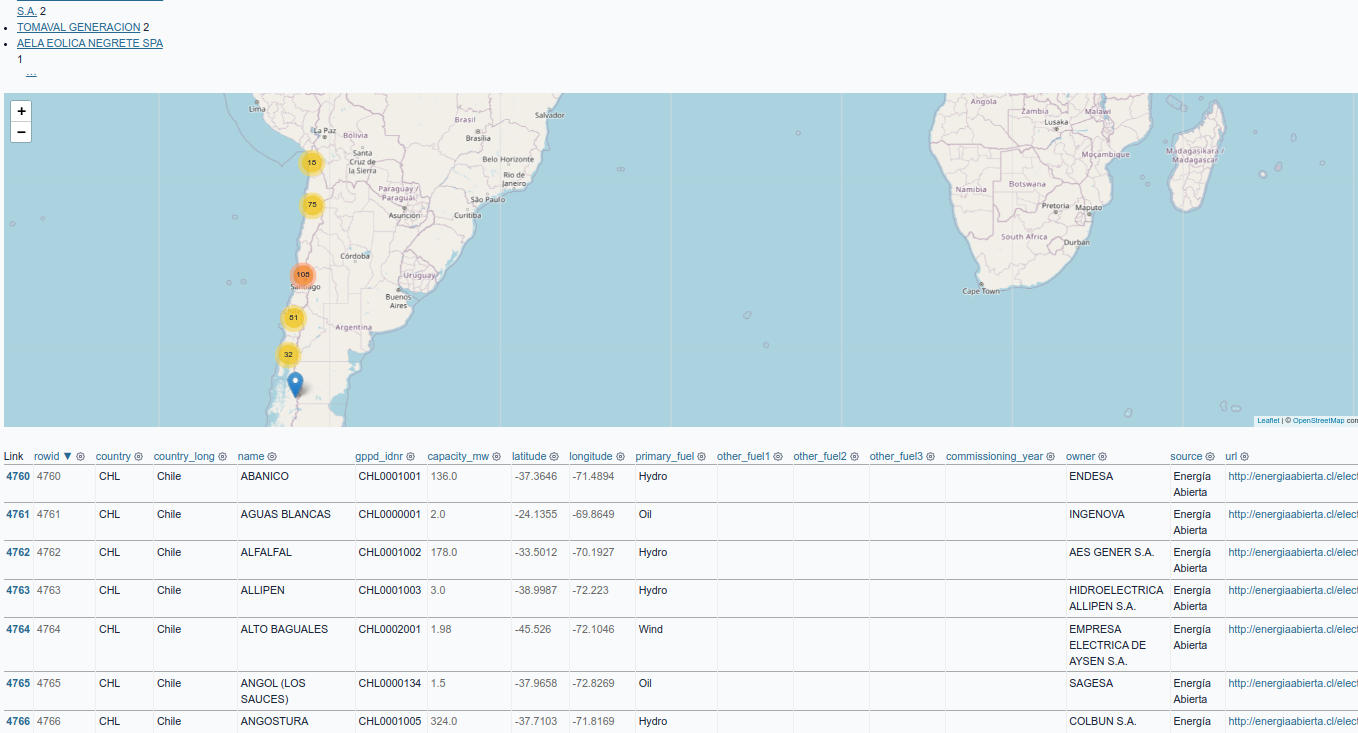 S.A. 2
TOMAVAL GENERACION 2
AELA EOLICA NEGRETE SPA
1
...
+
−
Lima
La Paz
Bolivia
Santa
Cruz de
la Sierra
Brasil
Brasília
Salvador
Belo Horizonte
Rio de
Janeiro
São Paulo
Curitiba
Paraguay /
Paraguái
Asunción
Córdoba
Uruguay
Buenos
Aires
Argentina
Santiago
15
75
108
51
32
Angola
Zambia
Lusaka
Malawi
Moçambique
Madagasikara /
Madagascar
Namibia
Botswana
Pretoria
Maputo
South Africa
Durban
Cape Town
Leaflet | © OpenStreetMap con
Link rowid ▼ country country_long name gppd_idnr capacity_mw latitude longitude primary_fuel other_fuel1 other_fuel2 other_fuel3 commissioning_year owner source url
4760 4760 CHL Chile ABANICO CHL0001001 136.0 -37.3646 -71.4894 Hydro ENDESA Energía http://energiaabierta.cl/elect
Abierta
4761 4761 CHL Chile AGUAS BLANCAS CHL0000001 2.0 -24.1355 -69.8649 Oil INGENOVA Energía http://energiaabierta.cl/elect
Abierta
4762 4762 CHL Chile ALFALFAL CHL0001002 178.0 -33.5012 -70.1927 Hydro AES GENER S.A. Energía http://energiaabierta.cl/elect
Abierta
4763 4763 CHL Chile ALLIPEN CHL0001003 3.0 -38.9987 -72.223 Hydro HIDROELECTRICA Energía http://energiaabierta.cl/elect
ALLIPEN S.A. Abierta
4764 4764 CHL Chile ALTO BAGUALES CHL0002001 1.98 -45.526 -72.1046 Wind EMPRESA Energía http://energiaabierta.cl/elect
ELECTRICA DE Abierta
AYSEN S.A.
4765 4765 CHL Chile ANGOL (LOS CHL0000134 1.5 -37.9658 -72.8269 Oil SAGESA Energía http://energiaabierta.cl/elect
SAUCES) Abierta
4766 4766 CHL Chile ANGOSTURA CHL0001005 324.0 -37.7103 -71.8169 Hydro COLBUN S.A. Energía http://energiaabierta.cl/elect